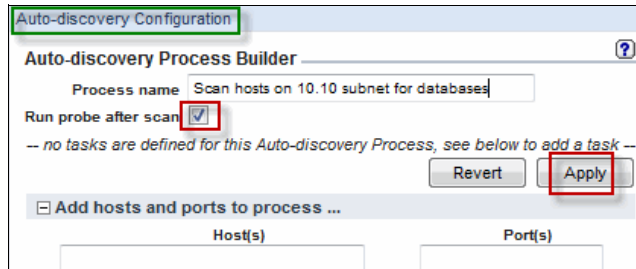 Auto-discovery Configuration
Auto-discovery Process Builder
?
Process name Scan hosts on 10.10 subnet for databases
Run probe after scan
-- no tasks are defined for this Auto-discovery Process, see below to add a task --
Revert Apply
Add hosts and ports to process ...
Host(s) Port(s)